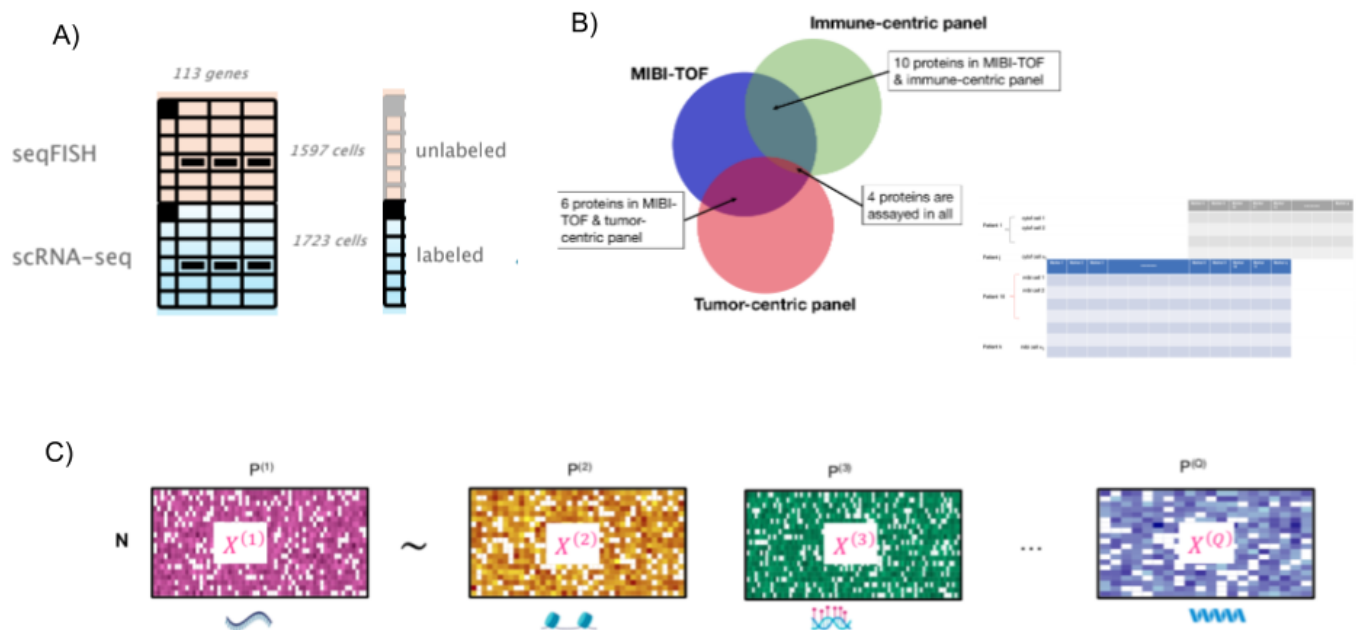 A)
113 genes
seqFISH
1597 cells
unlabeled
scRNA-seq
1723 cells
labeled
B)
Immune-centric panel
MIBI-TOF
10 proteins in MIBI-TOF
& immune-centric panel
6 proteins in MIBI-
TOF & tumor-
centric panel
4 proteins are
assayed in all
Tumor-centric panel
C)
P(1)
P(2)
P(3)
P(Q)
N
X(1)
~
X(2)
X(3)
...
X(Q)